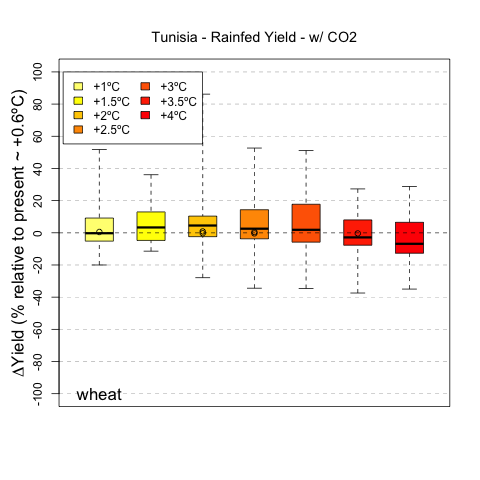 Tunisia - Rainfed Yield - w/ CO2
ΔYield (% relative to present ~ +0.6ºC)
100
80
60
40
20
0
-20
-40
-60
-80
-100
+1ºC
+1.5ºC
+2ºC
+2.5ºC
+3ºC
+3.5ºC
+4ºC
wheat